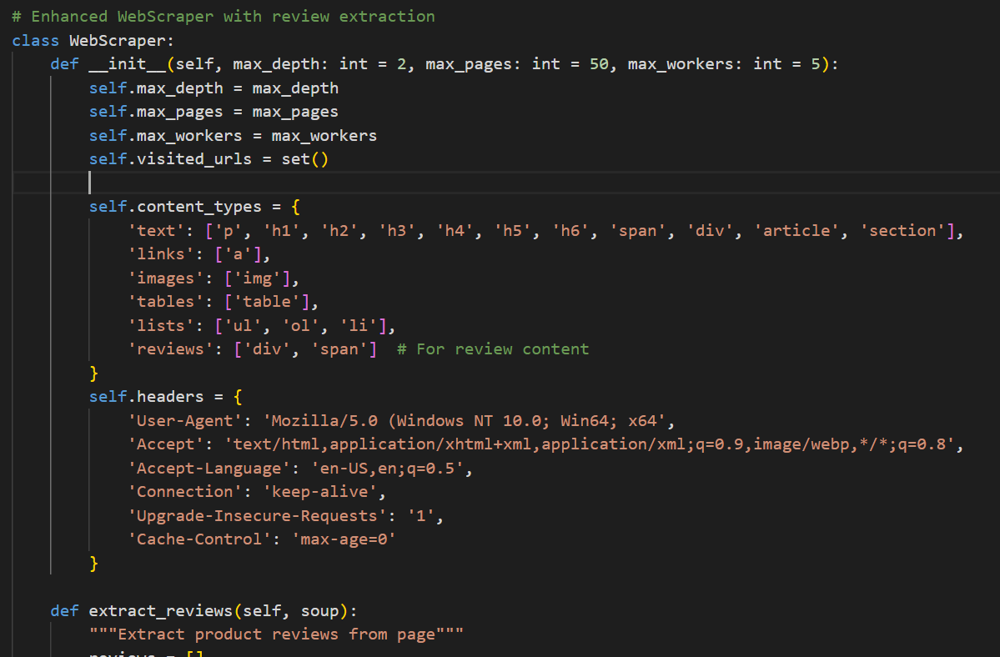 # Enhanced WebScraper with review extraction
class WebScraper:
    def __init__(self, max_depth: int = 2, max_pages: int = 50, max_workers: int = 5):
        self.max_depth = max_depth
        self.max_pages = max_pages
        self.max_workers = max_workers
        self.visited_urls = set()

        self.content_types = {
            'text': ['p', 'h1', 'h2', 'h3', 'h4', 'h5', 'h6', 'span', 'div', 'article', 'section'],
            'links': ['a'],
            'images': ['img'],
            'tables': ['table'],
            'lists': ['ul', 'ol', 'li'],
            'reviews': ['div', 'span']  # For review content
        }
        self.headers = {
            'User-Agent': 'Mozilla/5.0 (Windows NT 10.0; Win64; x64',
            'Accept': 'text/html,application/xhtml+xml,application/xml;q=0.9,image/webp,*/*;q=0.8',
            'Accept-Language': 'en-US,en;q=0.5',
            'Connection': 'keep-alive',
            'Upgrade-Insecure-Requests': '1',
            'Cache-Control': 'max-age=0'
        }

    def extract_reviews(self, soup):
        """Extract product reviews from page"""
        reviews = []